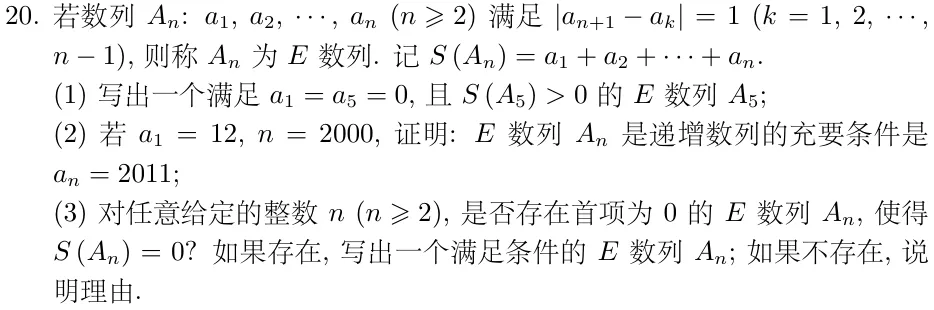 20. 若数列 Aₙ: a₁, a₂, ⋯, aₙ (n ⩾ 2) 满足 |aₙ₊₁ − aₖ| = 1 (k = 1, 2, ⋯,
n − 1), 则称 Aₙ 为 E 数列. 记 S (Aₙ) = a₁ + a₂ + ⋯ + aₙ.
(1) 写出一个满足 a₁ = a₅ = 0, 且 S (A₅) > 0 的 E 数列 A₅;
(2) 若 a₁ = 12, n = 2000, 证明: E 数列 Aₙ 是递增数列的充要条件是
aₙ = 2011;
(3) 对任意给定的整数 n (n ⩾ 2), 是否存在首项为 0 的 E 数列 Aₙ, 使得
S (Aₙ) = 0? 如果存在, 写出一个满足条件的 E 数列 Aₙ; 如果不存在, 说
明理由.